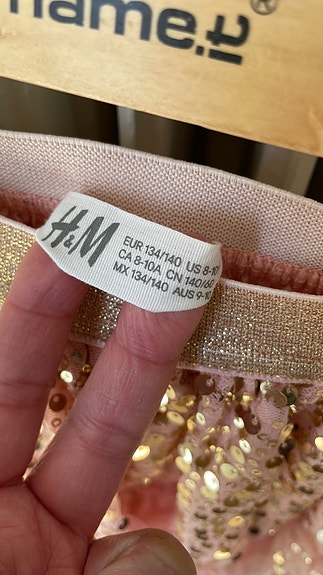 name.it®
H&M
EUR 134/140 US 8-10
CA 8-10A CN 140/60
MX 134/140 AUS 9-10